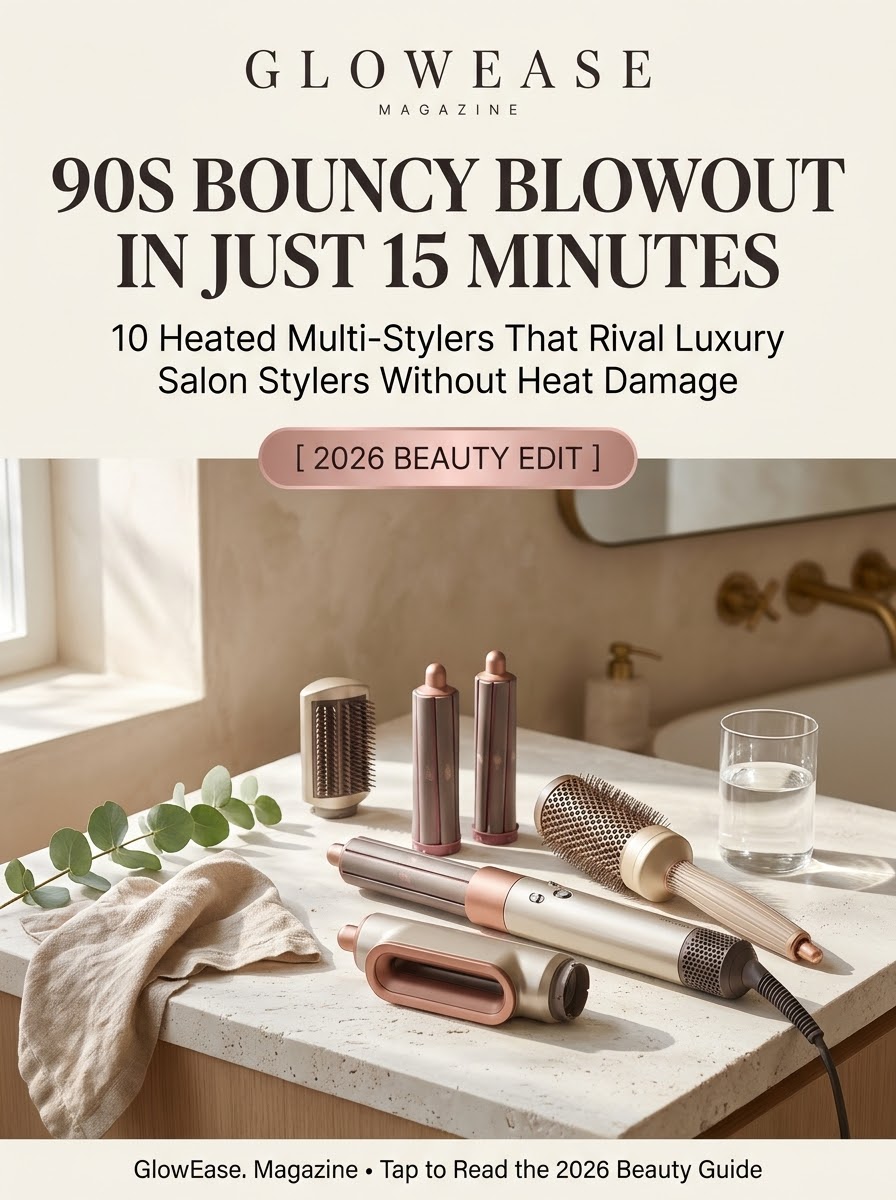 GLOWEASE
MAGAZINE
90S BOUNCY BLOWOUT
IN JUST 15 MINUTES
10 Heated Multi-Stylers That Rival Luxury
Salon Stylers Without Heat Damage
[ 2026 BEAUTY EDIT ]
GlowEase. Magazine • Tap to Read the 2026 Beauty Guide